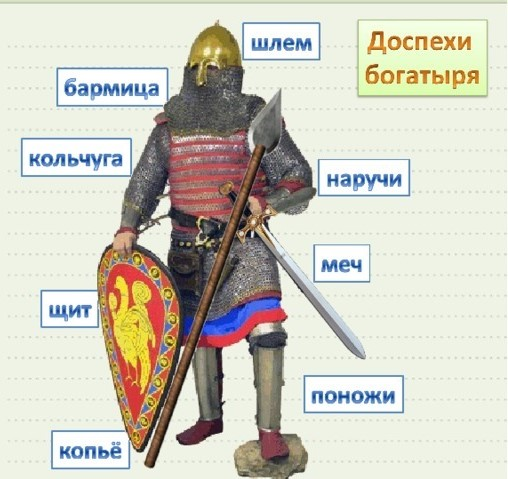 Доспехи
богатыря
шлем
бармица
кольчуга
наручи
меч
щит
поножи
копьё